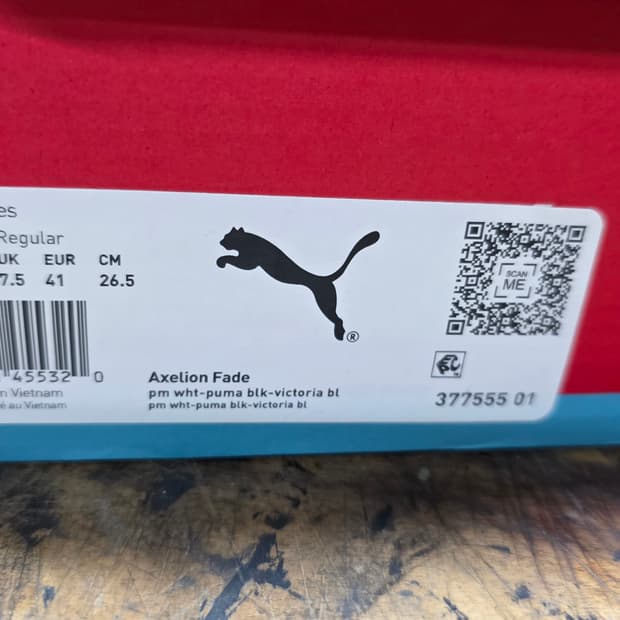 es
Regular
UK EUR CM
7.5 41 26.5
45532 0
Axelion Fade
pm wht-puma blk-victoria bl
pm wht-puma blk-victoria bl
n Vietnam
é au Vietnam
SCAN
ME
377555 01
®